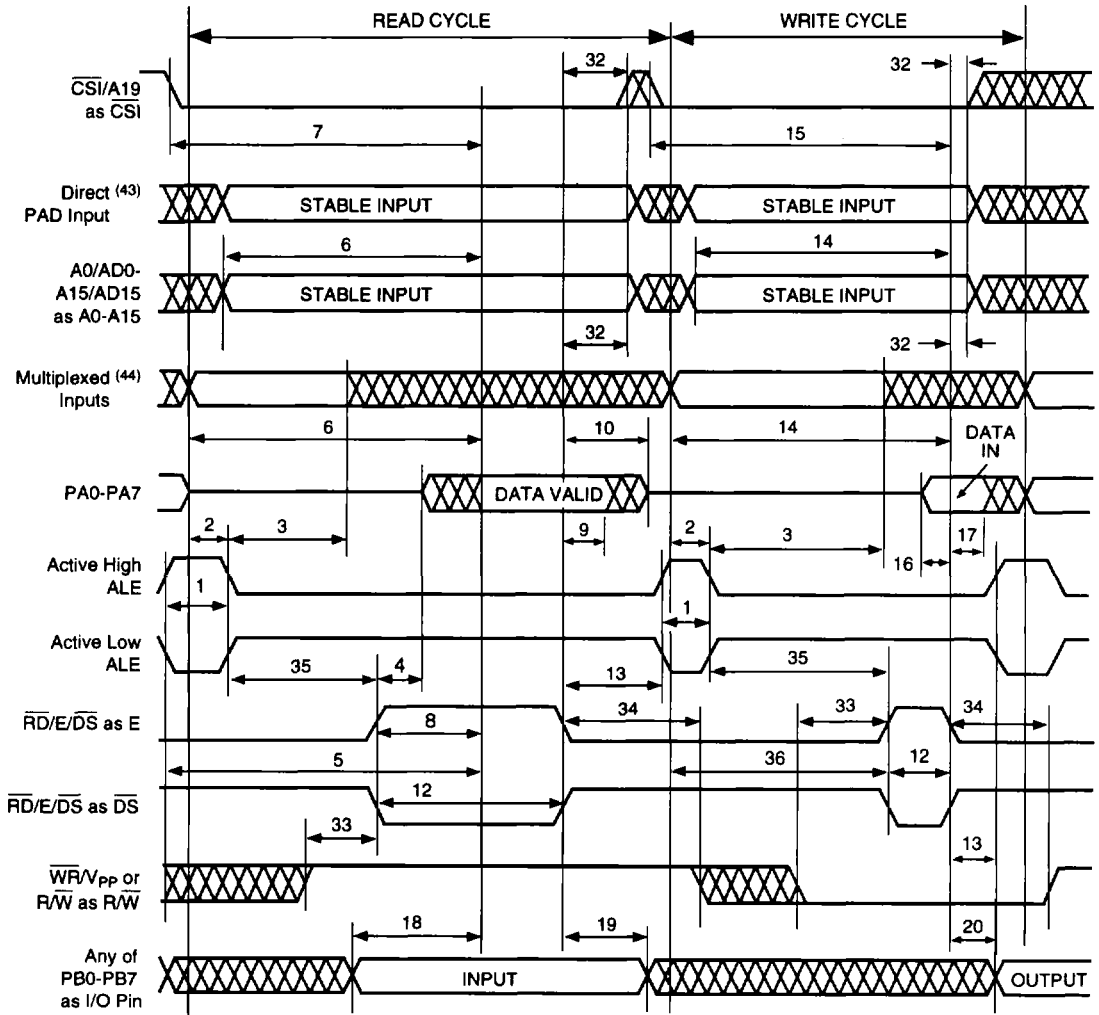 READ CYCLE
WRITE CYCLE
32
32
CSI/A19
as CSI
7
15
Direct (43)
PAD Input
STABLE INPUT
STABLE INPUT
6
14
A0/AD0-
A15/AD15
as A0-A15
STABLE INPUT
STABLE INPUT
32
32
Multiplexed (44)
Inputs
6
10
14
DATA
IN
PA0-PA7
DATA VALID
2
3
9
2
3
16
17
Active High
ALE
1
1
Active Low
ALE
35
4
13
35
RD/E/DS as E
8
34
33
34
5
36
12
RD/E/DS as DS
12
33
13
WR/VPP or
R/W as R/W
18
19
20
Any of
PB0-PB7
as I/O Pin
INPUT
OUTPUT